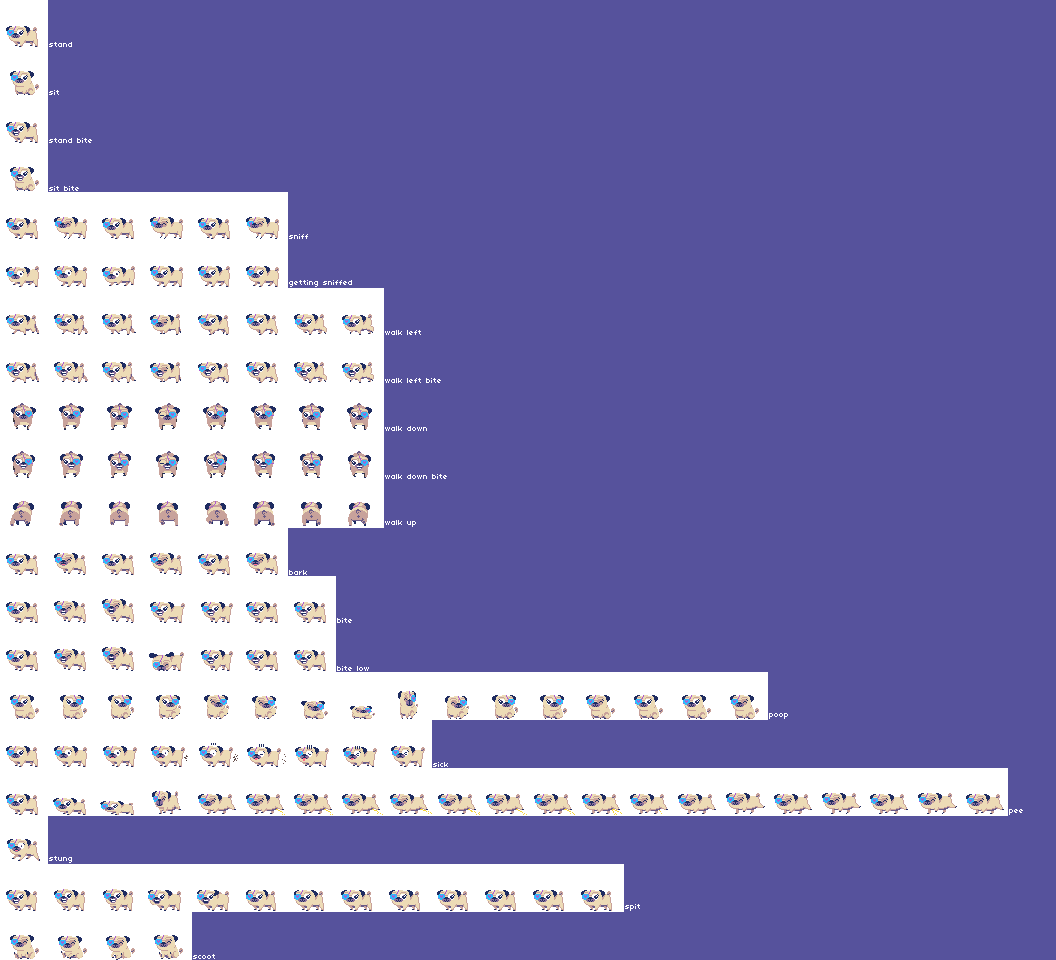 stand
sit
stand bite
sit bite
sniff
getting sniffed
walk left
walk left bite
walk down
walk down bite
walk up
bark
bite
bite low
poop
sick
pee
stung
spit
scoot